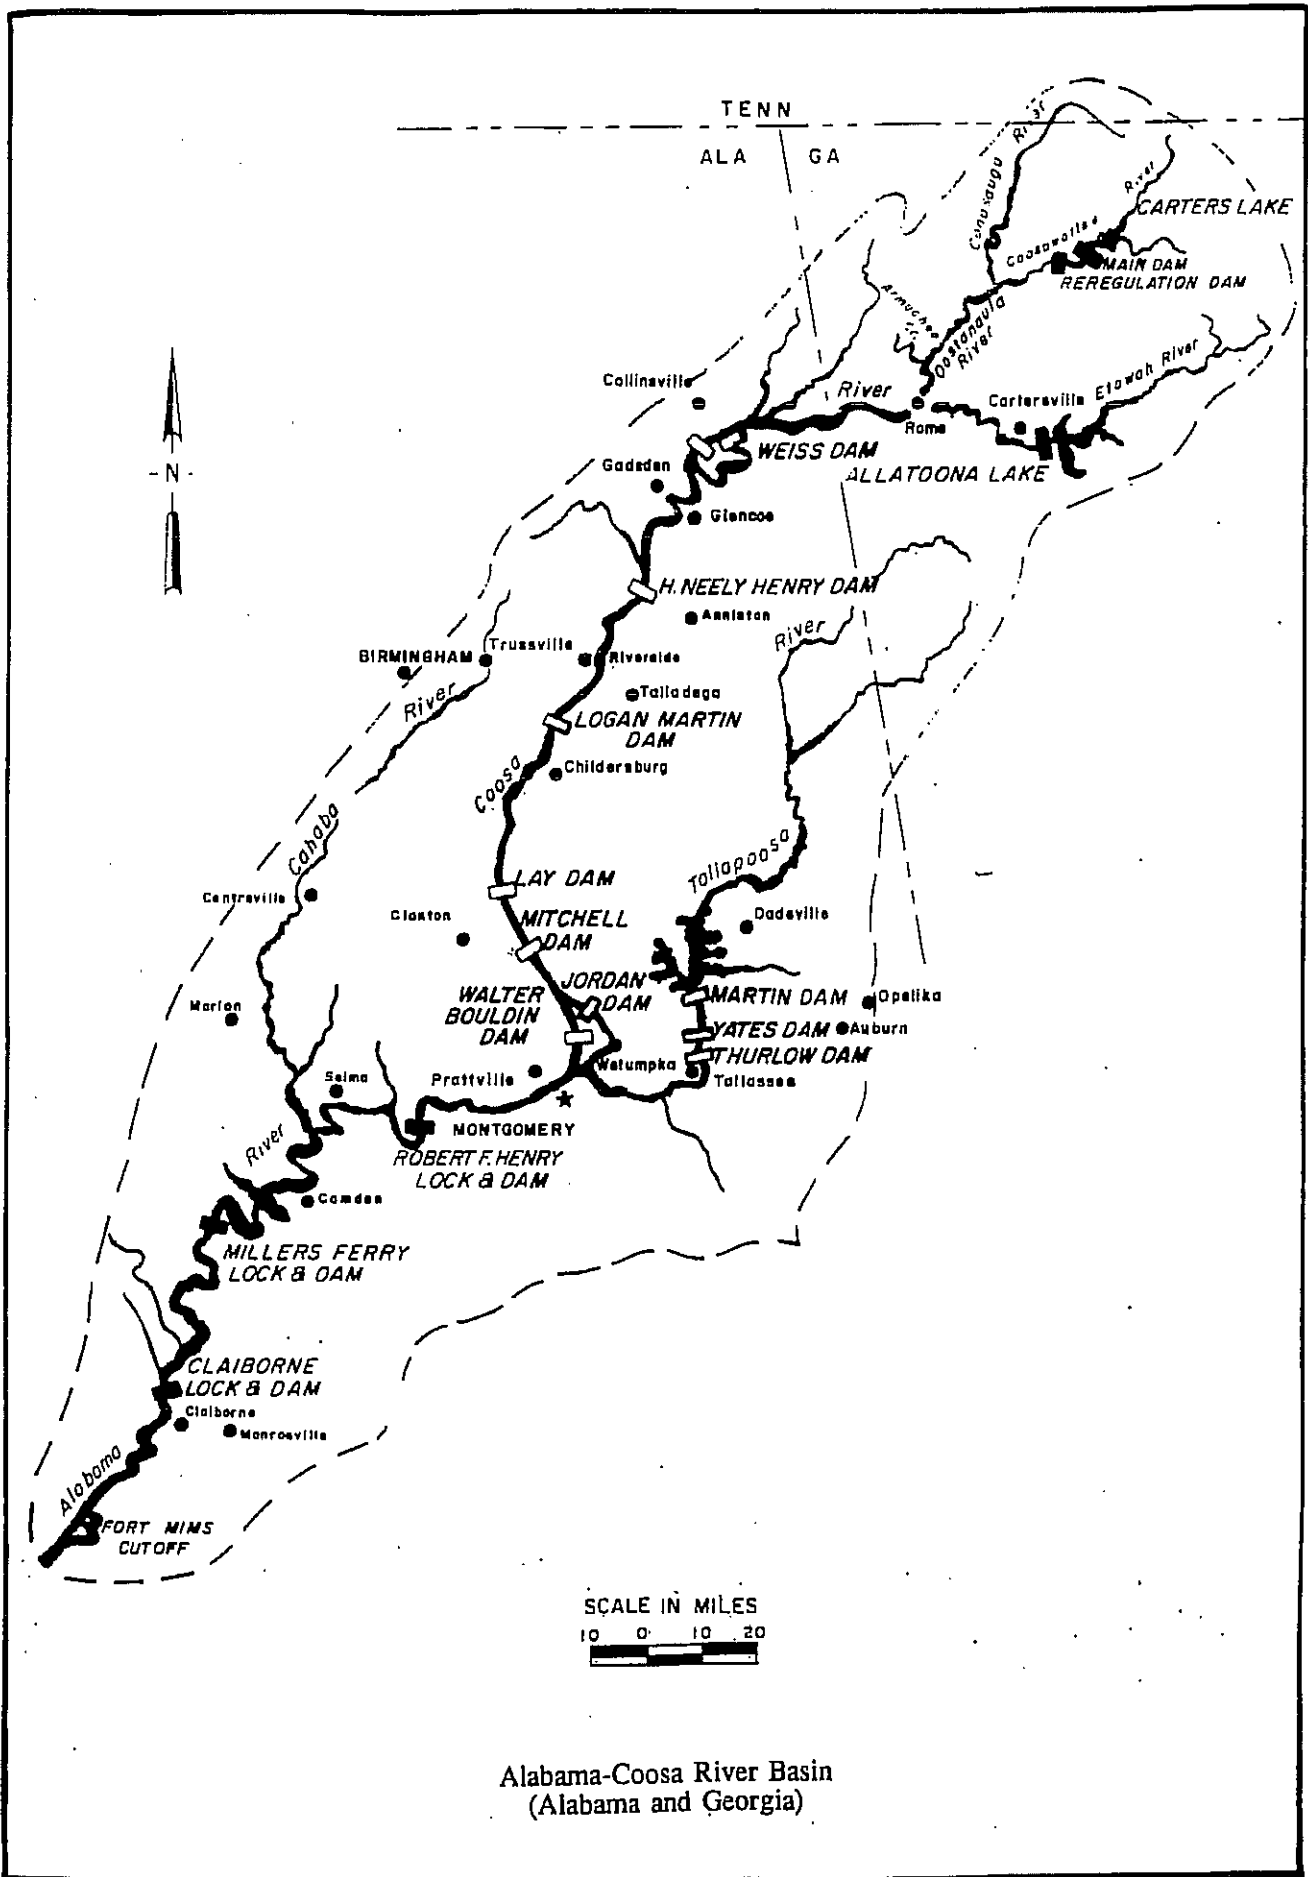 TENN
ALA GA
Conusaugu River
Coosawattee River
CARTERS LAKE
MAIN DAM
REREGULATION DAM
Armuchee Cr.
Oostanaula
River
Collinsville
River
Cartersville
Etowah River
Rome
WEISS DAM
ALLATOONA LAKE
Gadsden
- N -
Glencoe
H. NEELY HENRY DAM
Anniston
River
BIRMINGHAM
Trussville
Riverside
River
Talladega
LOGAN MARTIN
DAM
Coosa
Childersburg
Cahaba
Tallapoosa
LAY DAM
Centreville
Clanton
MITCHELL
DAM
Dadeville
JORDAN
DAM
WALTER
BOULDIN
DAM
MARTIN DAM
Opelika
Marion
YATES DAM
Auburn
THURLOW DAM
Wetumpka
Tallassee
Selma
Prattville
MONTGOMERY
River
ROBERT F. HENRY
LOCK & DAM
Camden
MILLERS FERRY
LOCK & DAM
CLAIBORNE
LOCK & DAM
Claiborne
Monroeville
Alabama
FORT MIMS
CUTOFF
SCALE IN MILES
10 0 10 20
Alabama-Coosa River Basin
(Alabama and Georgia)